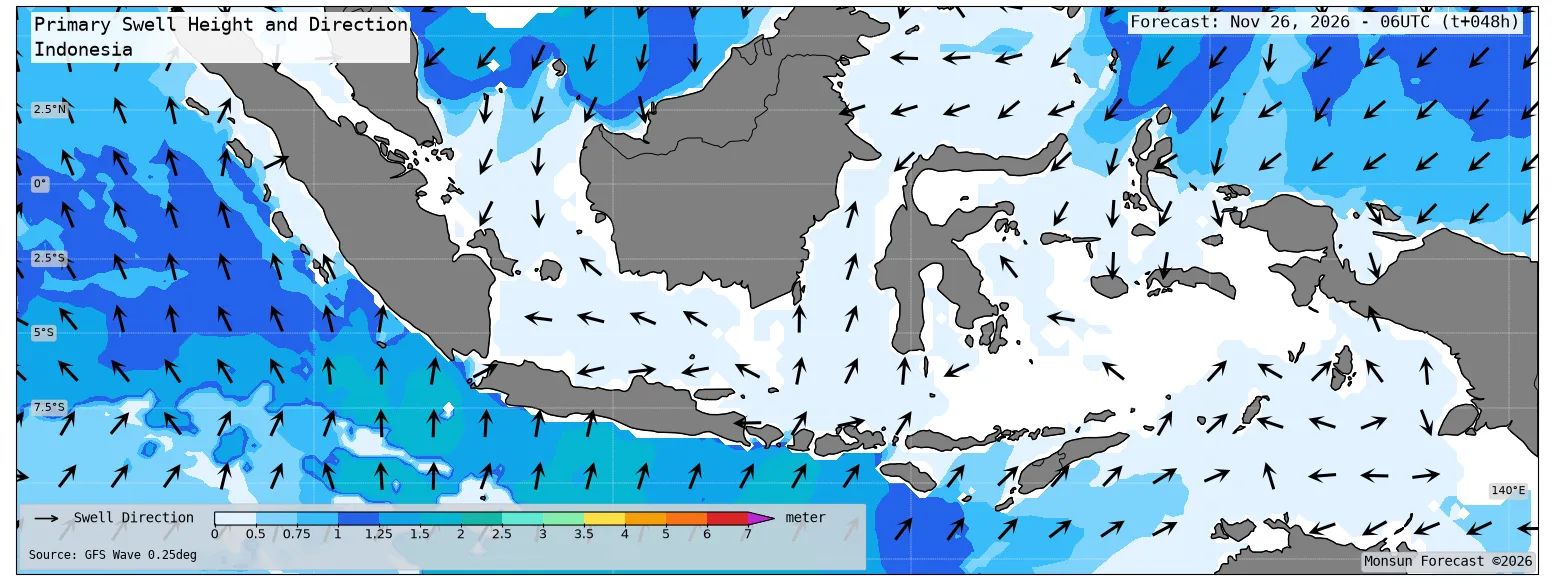 Primary Swell Height and Direction
Indonesia
Forecast: Nov 26, 2026 - 06UTC (t+048h)
2.5°N
0°
2.5°S
5°S
7.5°S
140°E
Swell Direction
0 0.5 0.75 1 1.25 1.5 2 2.5 3 3.5 4 5 6 7
meter
Source: GFS Wave 0.25deg
Monsun Forecast ©2026